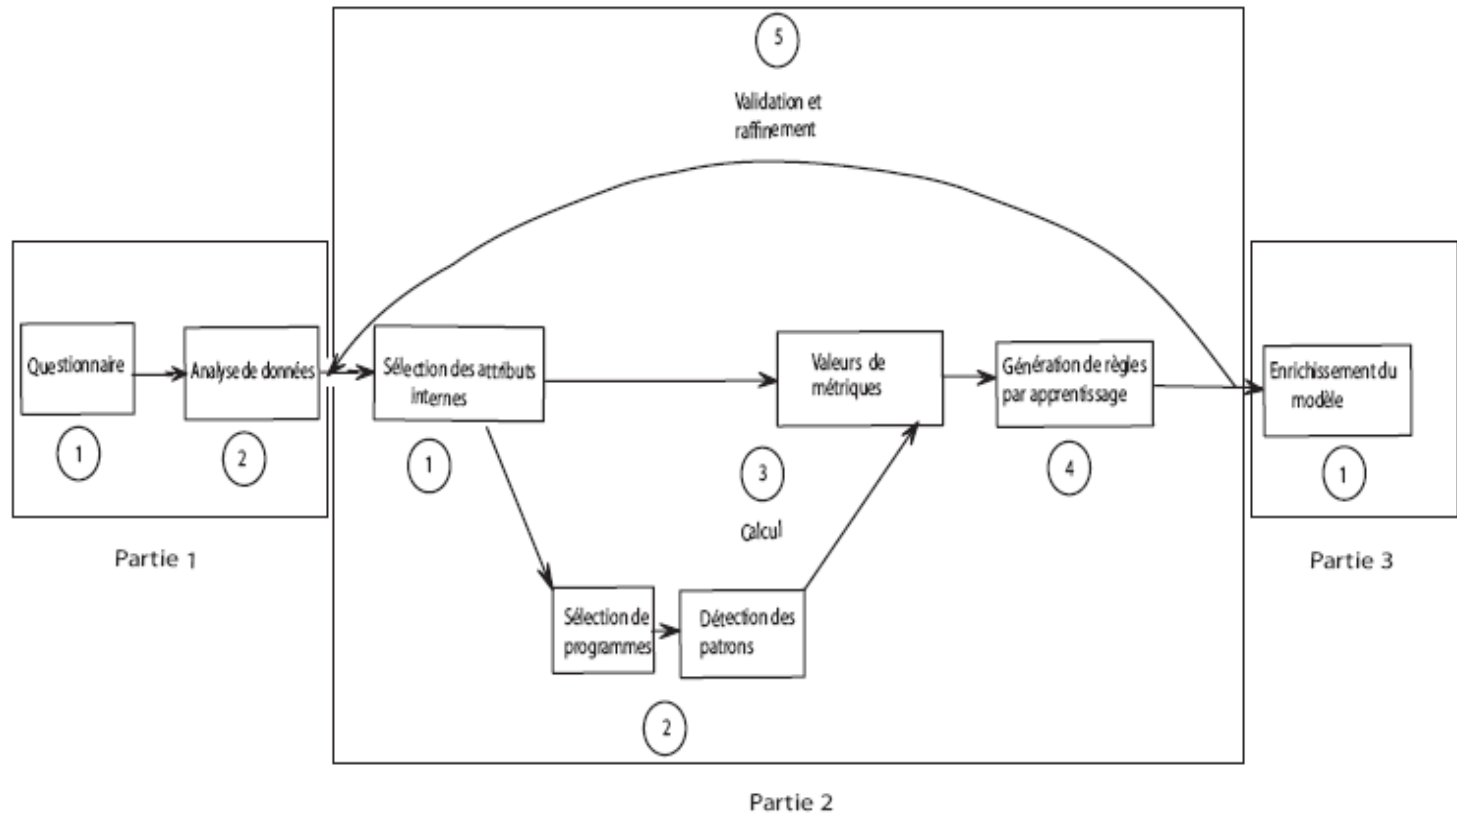 5
Validation et
raffinement
Questionnaire
1
Analyse de données
2
Partie 1
Sélection des attributs
internes
1
Valeurs de
métriques
3
Calcul
Génération de règles
par apprentissage
4
Sélection de
programmes
Détection des
patrons
2
Partie 2
Enrichissement du
modèle
1
Partie 3